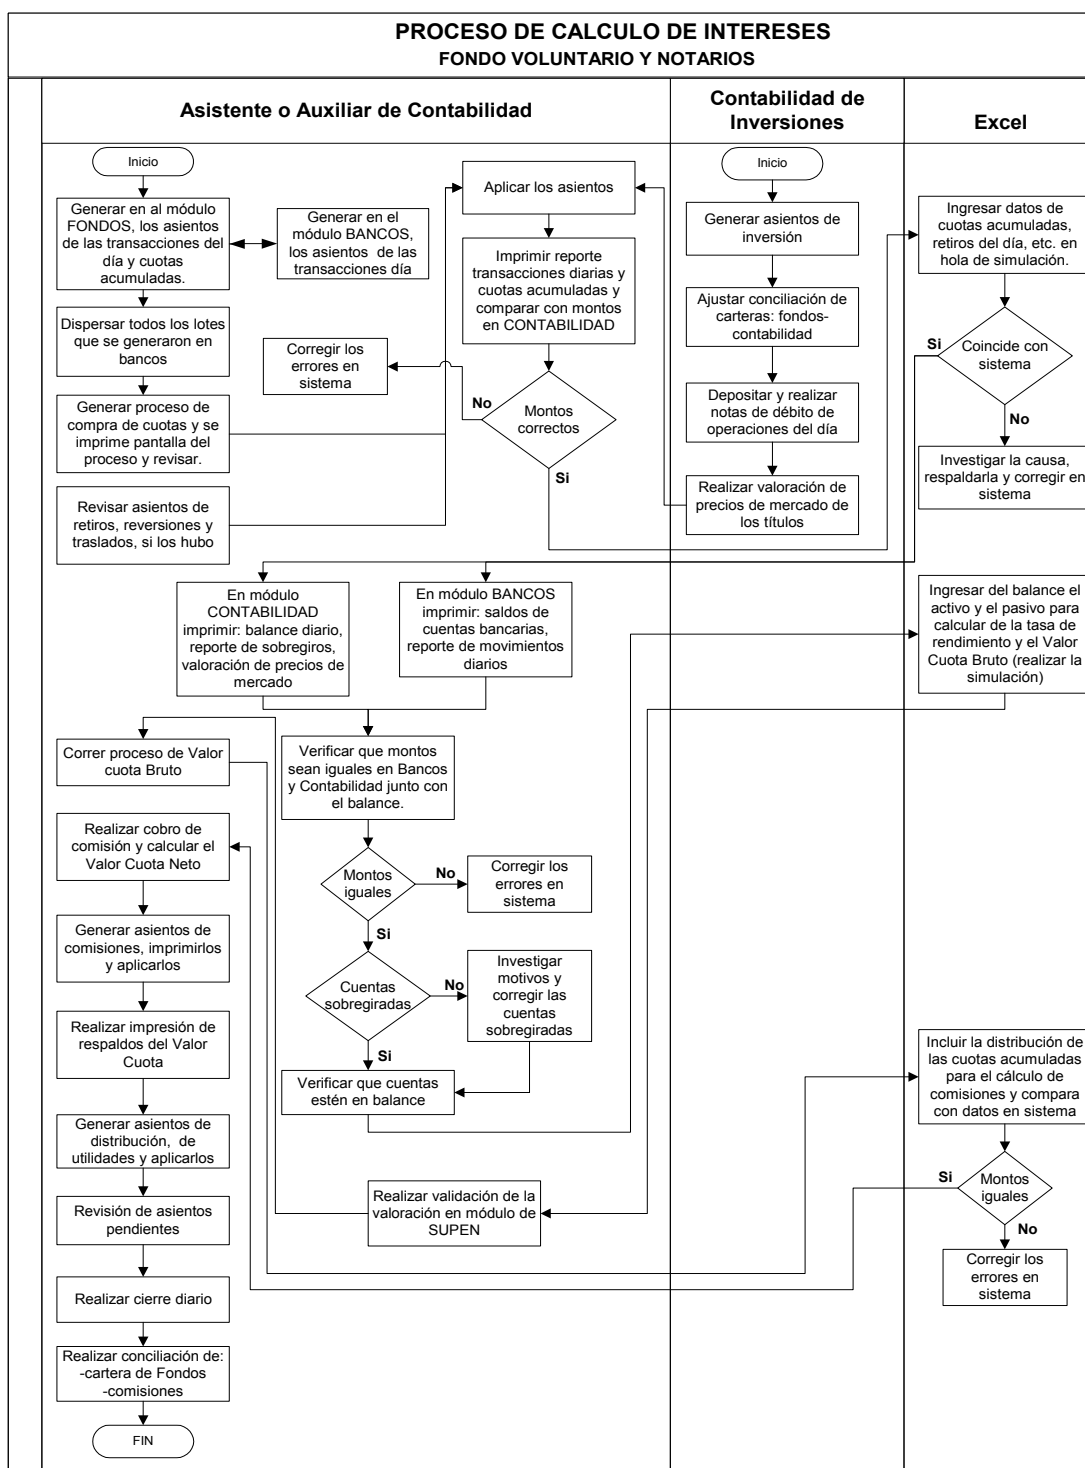 PROCESO DE CALCULO DE INTERESES
FONDO VOLUNTARIO Y NOTARIOS
Asistente o Auxiliar de Contabilidad
Contabilidad de
Inversiones
Excel
Inicio
Generar en al módulo
FONDOS, los asientos
de las transacciones del
día y cuotas
acumuladas.
Generar en el
módulo BANCOS,
los asientos de las
transacciones día
Dispersar todos los lotes
que se generaron en
bancos
Generar proceso de
compra de cuotas y se
imprime pantalla del
proceso y revisar.
Revisar asientos de
retiros, reversiones y
traslados, si los hubo
Corregir los
errores en
sistema
Aplicar los asientos
Imprimir reporte
transacciones diarias y
cuotas acumuladas y
comparar con montos
en CONTABILIDAD
No
Montos
correctos
Si
Inicio
Generar asientos de
inversión
Ajustar conciliación de
carteras: fondos-
contabilidad
Depositar y realizar
notas de débito de
operaciones del día
Realizar valoración de
precios de mercado de
los títulos
Ingresar datos de
cuotas acumuladas,
retiros del día, etc. en
hola de simulación.
Si
Coincide con
sistema
No
Investigar la causa,
respaldarla y corregir en
sistema
En módulo
CONTABILIDAD
imprimir: balance diario,
reporte de sobregiros,
valoración de precios de
mercado
En módulo BANCOS
imprimir: saldos de
cuentas bancarias,
reporte de movimientos
diarios
Ingresar del balance el
activo y el pasivo para
calcular de la tasa de
rendimiento y el Valor
Cuota Bruto (realizar la
simulación)
Correr proceso de Valor
cuota Bruto
Verificar que montos
sean iguales en Bancos
y Contabilidad junto con
el balance.
Realizar cobro de
comisión y calcular el
Valor Cuota Neto
Montos
iguales
No
Corregir los
errores en
sistema
Si
Generar asientos de
comisiones, imprimirlos
y aplicarlos
Cuentas
sobregiradas
No
Investigar
motivos y
corregir las
cuentas
sobregiradas
Si
Realizar impresión de
respaldos del Valor
Cuota
Verificar que cuentas
estén en balance
Incluir la distribución de
las cuotas acumuladas
para el cálculo de
comisiones y compara
con datos en sistema
Generar asientos de
distribución, de
utilidades y aplicarlos
Si
Montos
iguales
No
Corregir los
errores en
sistema
Realizar validación de la
valoración en módulo de
SUPEN
Revisión de asientos
pendientes
Realizar cierre diario
Realizar conciliación de:
-cartera de Fondos
-comisiones
FIN